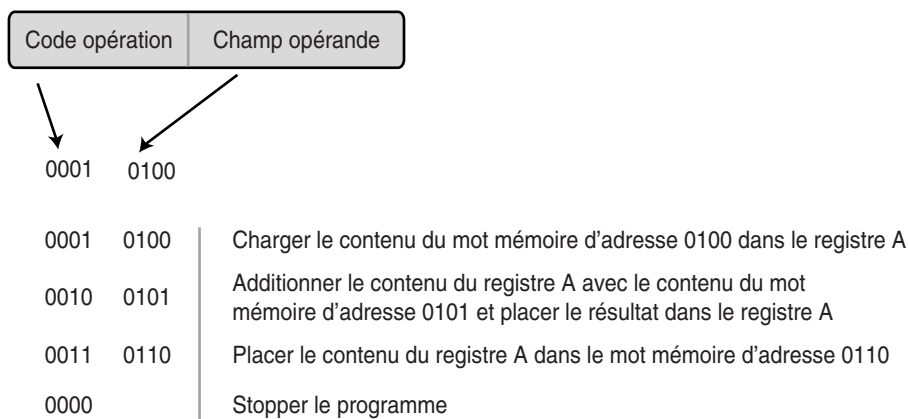 Code opération Champ opérande
0001 0100
0001 0100 Charger le contenu du mot mémoire d'adresse 0100 dans le registre A
0010 0101 Additionner le contenu du registre A avec le contenu du mot
mémoire d'adresse 0101 et placer le résultat dans le registre A
0011 0110 Placer le contenu du registre A dans le mot mémoire d'adresse 0110
0000 Stopper le programme